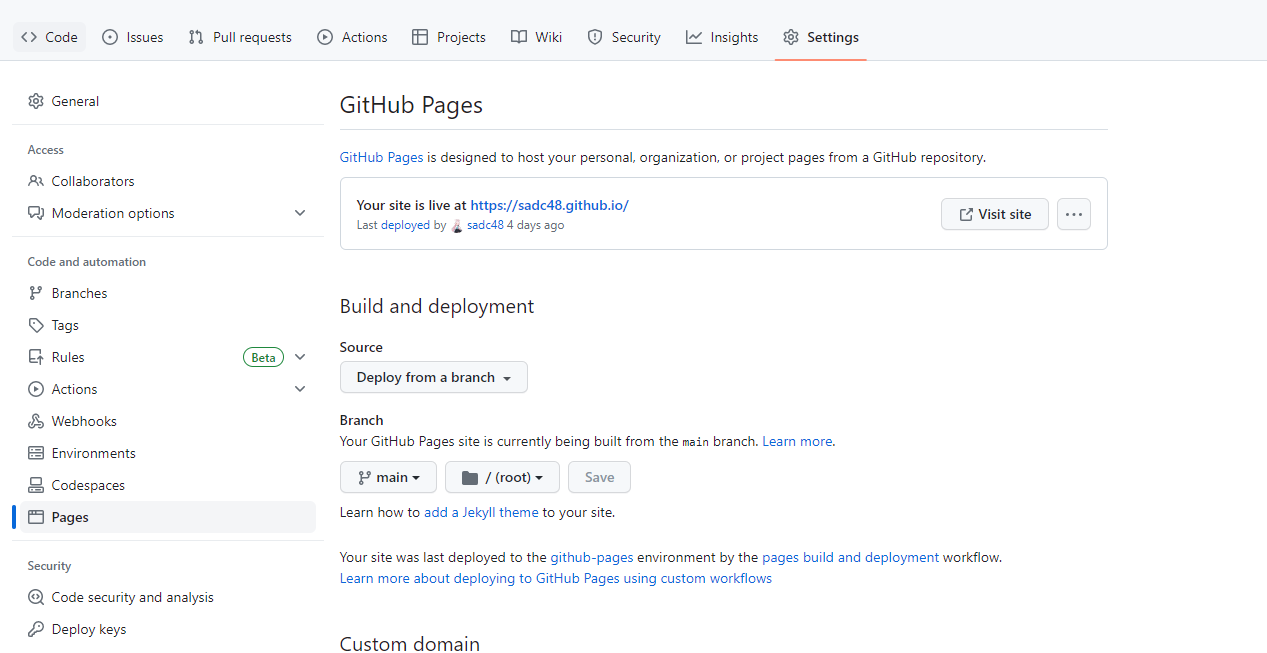 Code Issues Pull requests Actions Projects Wiki Security Insights Settings
General
Access
Collaborators
Moderation options
Code and automation
Branches
Tags
Rules Beta
Actions
Webhooks
Environments
Codespaces
Pages
Security
Code security and analysis
Deploy keys
GitHub Pages
GitHub Pages is designed to host your personal, organization, or project pages from a GitHub repository.
Your site is live at https://sadc48.github.io/
Last deployed by sadc48 4 days ago
Visit site
Build and deployment
Source
Deploy from a branch
Branch
Your GitHub Pages site is currently being built from the main branch. Learn more.
main / (root) Save
Learn how to add a Jekyll theme to your site.
Your site was last deployed to the github-pages environment by the pages build and deployment workflow.
Learn more about deploying to GitHub Pages using custom workflows
Custom domain